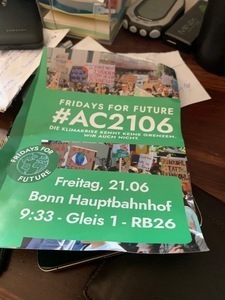 FRIDAYS FOR FUTURE
#AC2106
DIE KLIMAKRISE KENNT KEINE GRENZEN.
WIR AUCH NICHT.
FRIDAYS FOR
FUTURE
Freitag, 21.06
Bonn Hauptbahnhof
9:33 - Gleis 1 - RB26